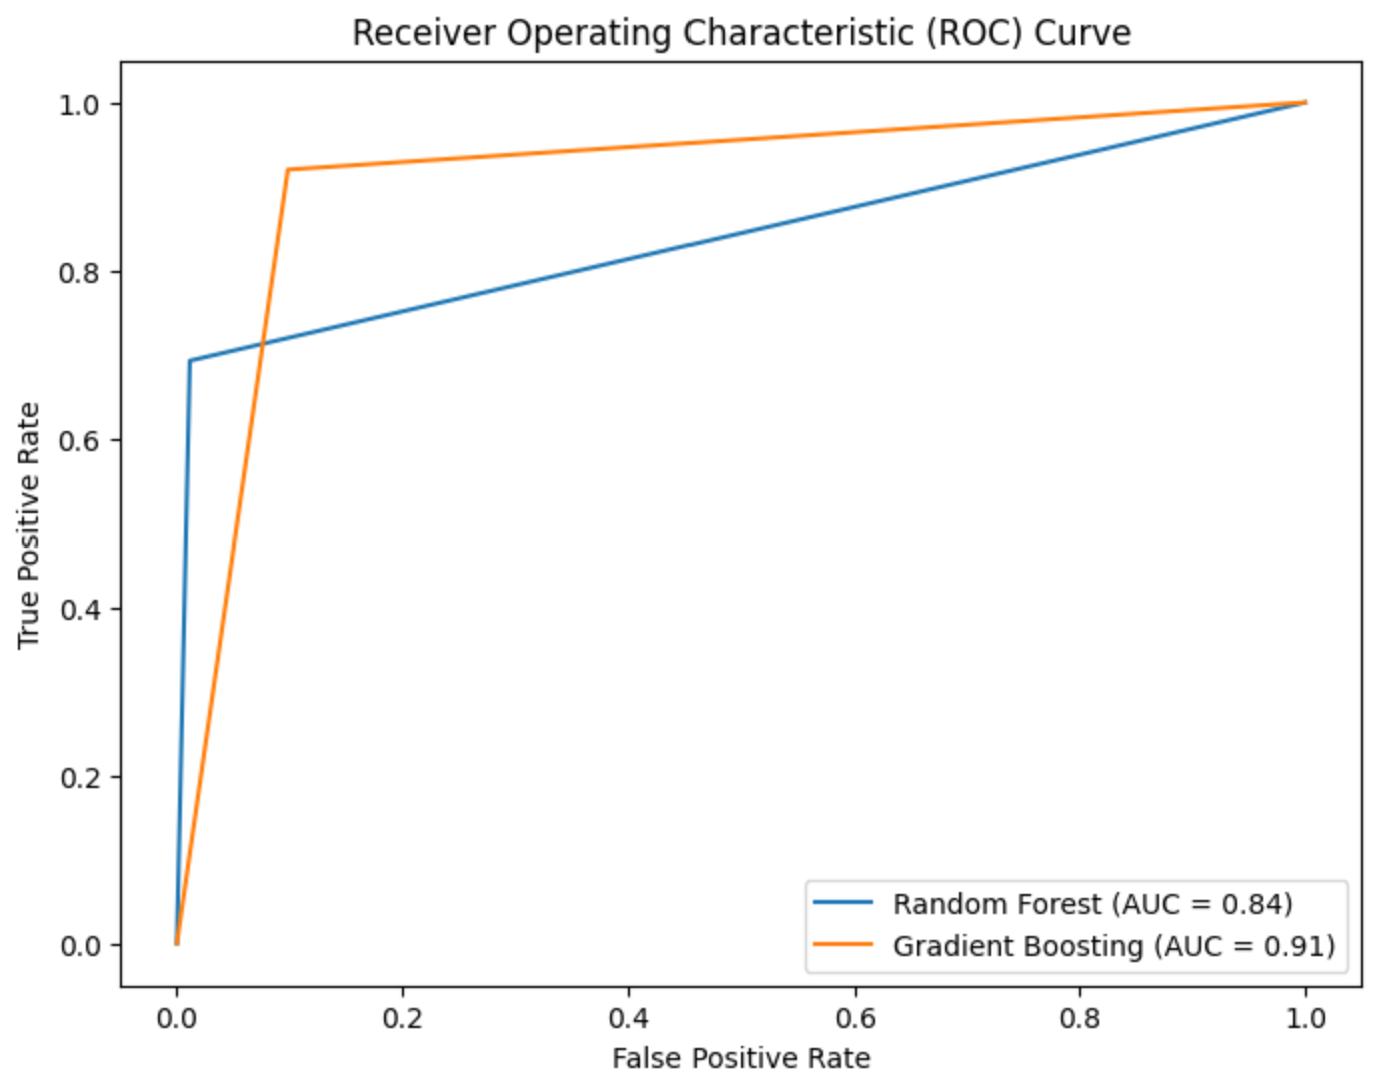 Receiver Operating Characteristic (ROC) Curve
True Positive Rate
1.0
0.8
0.6
0.4
0.2
0.0
Random Forest (AUC = 0.84)
Gradient Boosting (AUC = 0.91)
0.0 0.2 0.4 0.6 0.8 1.0
False Positive Rate